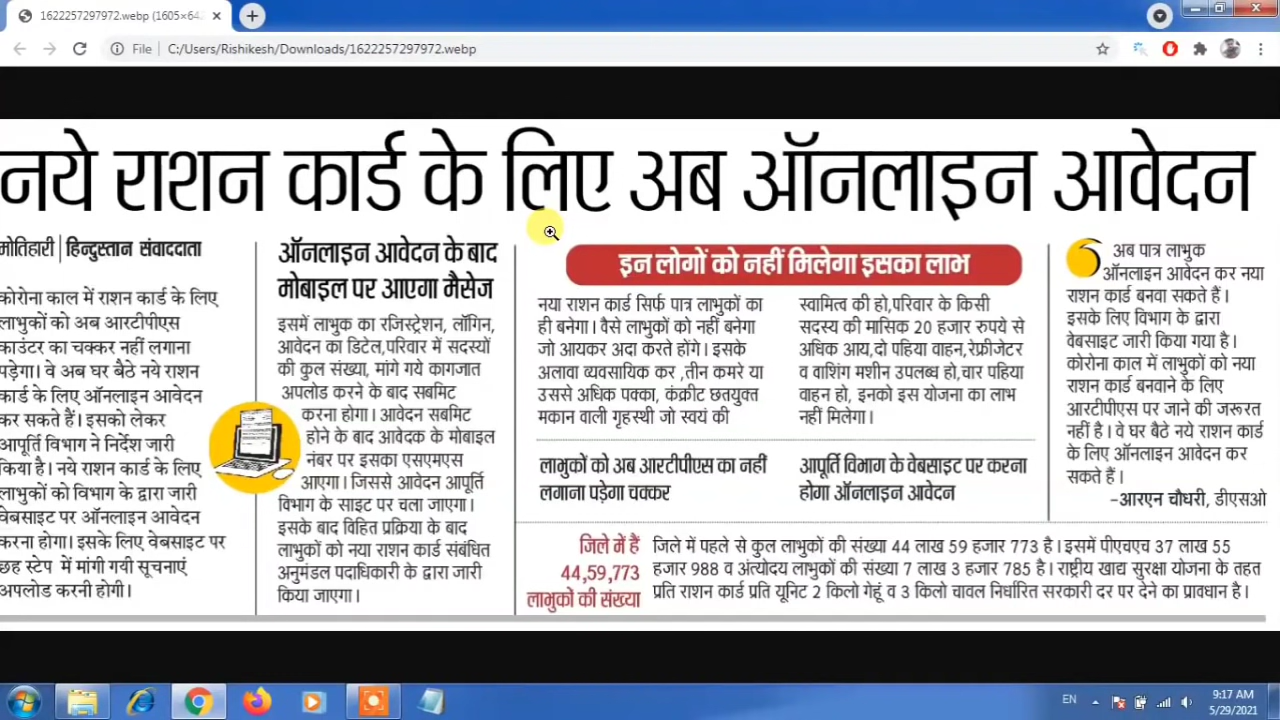 1622257297972.webp (1605×64
File C:/Users/Rishikesh/Downloads/1622257297972.webp
नये राशन कार्ड के लिए अब ऑनलाइन आवेदन
मोतिहारी | हिन्दुस्तान संवाददाता
कोरोना काल में राशन कार्ड के लिए
लाभुकों को अब आरटीपीएस
काउंटर का चक्कर नहीं लगाना
पड़ेगा। वे अब घर बैठे नये राशन
कार्ड के लिए ऑनलाइन आवेदन
कर सकते हैं। इसको लेकर
आपूर्ति विभाग ने निर्देश जारी
किया है। नये राशन कार्ड के लिए
लाभुकों को विभाग के द्वारा जारी
वेबसाइट पर ऑनलाइन आवेदन
करना होगा। इसके लिए वेबसाइट पर
छह स्टेप में मांगी गयी सूचनाएं
अपलोड करनी होगी।
ऑनलाइन आवेदन के बाद
मोबाइल पर आएगा मैसेज
इसमें लाभुक का रजिस्ट्रेशन, लॉगिन,
आवेदन का डिटेल,परिवार में सदस्यों
की कुल संख्या, मांगे गये कागजात
अपलोड करने के बाद सबमिट
करना होगा। आवेदन सबमिट
होने के बाद आवेदक के मोबाइल
नंबर पर इसका एसएमएस
आएगा। जिससे आवेदन आपूर्ति
विभाग के साइट पर चला जाएगा।
इसके बाद विहित प्रक्रिया के बाद
लाभुकों को नया राशन कार्ड संबंधित
अनुमंडल पदाधिकारी के द्वारा जारी
किया जाएगा।
इन लोगों को नहीं मिलेगा इसका लाभ
नया राशन कार्ड सिर्फ पात्र लाभुकों का
ही बनेगा। वैसे लाभुकों को नहीं बनेगा
जो आयकर अदा करते होंगे। इसके
अलावा व्यवसायिक कर ,तीन कमरे या
उससे अधिक पक्का, कंक्रीट छतयुक्त
मकान वाली गृहस्थी जो स्वयं की
स्वामित्व की हो,परिवार के किसी
सदस्य की मासिक 20 हजार रुपये से
अधिक आय,दो पहिया वाहन,रेफ्रीजेटर
व वाशिंग मशीन उपलब्ध हो,चार पहिया
वाहन हो, इनको इस योजना का लाभ
नहीं मिलेगा।
लाभुकों को अब आरटीपीएस का नहीं
लगाना पड़ेगा चक्कर
आपूर्ति विभाग के वेबसाइट पर करना
होगा ऑनलाइन आवेदन
अब पात्र लाभुक
ऑनलाइन आवेदन कर नया
राशन कार्ड बनवा सकते हैं।
इसके लिए विभाग के द्वारा
वेबसाइट जारी किया गया है।
कोरोना काल में लाभुकों को नया
राशन कार्ड बनवाने के लिए
आरटीपीएस पर जाने की जरूरत
नहीं है। वे घर बैठे नये राशन कार्ड
के लिए ऑनलाइन आवेदन कर
सकते हैं।
–आरएन चौधरी, डीएसओ
जिले में हैं
44,59,773
लाभुकों की संख्या
जिले में पहले से कुल लाभुकों की संख्या 44 लाख 59 हजार 773 है। इसमें पीएचएच 37 लाख 55
हजार 988 व अंत्योदय लाभुकों की संख्या 7 लाख 3 हजार 785 है। राष्ट्रीय खाद्य सुरक्षा योजना के तहत
प्रति राशन कार्ड प्रति यूनिट 2 किलो गेहूं व 3 किलो चावल निर्धारित सरकारी दर पर देने का प्रावधान है।
EN
9:17 AM
5/29/2021